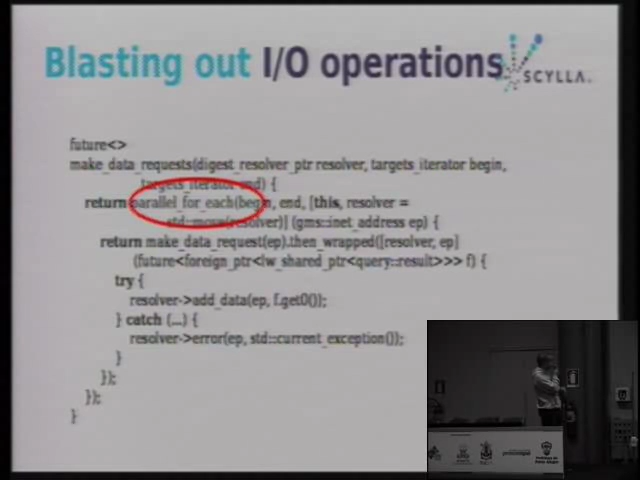 Blasting out I/O operations
SCYLLA.
future<>
make_data_requests(digest_resolver_ptr resolver, targets_iterator begin,
targets_iterator end) {
return parallel_for_each(begin, end, [this, resolver =
std::move(resolver)] (gms::inet_address ep) {
return make_data_request(ep).then_wrapped([resolver, ep]
(future<foreign_ptr<lw_shared_ptr<query::result>>> f) {
try {
resolver->add_data(ep, f.get0());
} catch (...) {
resolver->error(ep, std::current_exception());
}
});
});
}